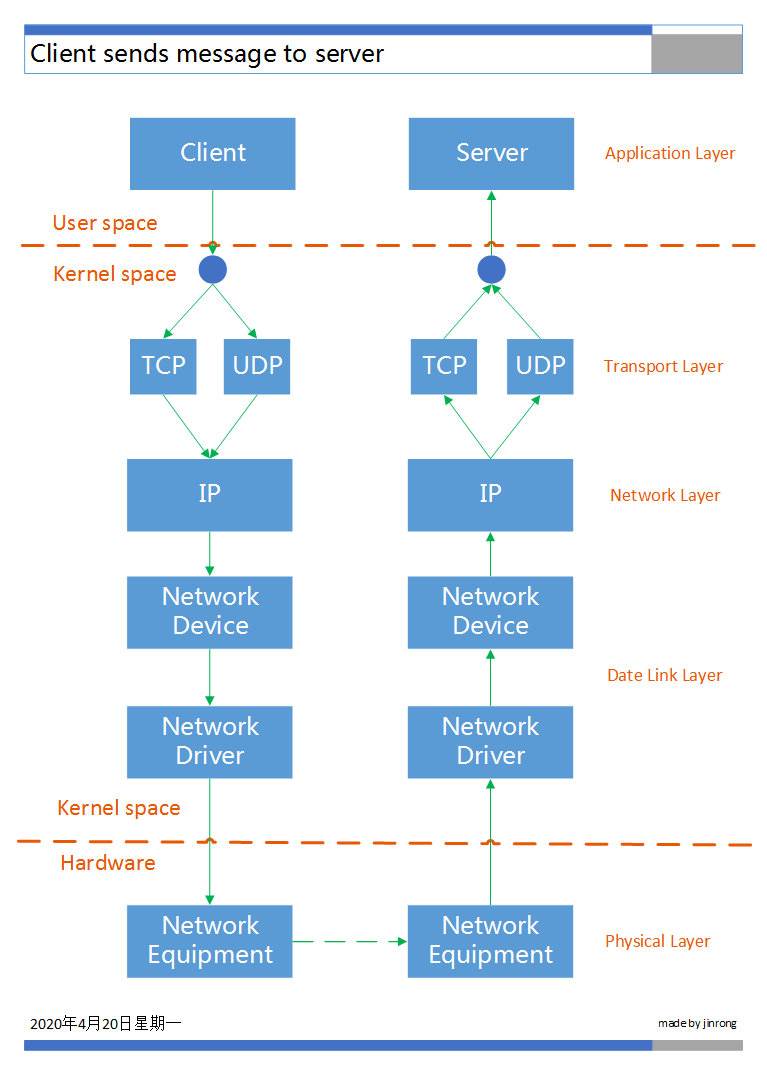 Client sends message to server
Client
Server
Application Layer
User space
Kernel space
TCP
UDP
TCP
UDP
Transport Layer
IP
IP
Network Layer
Network
Device
Network
Device
Date Link Layer
Network
Driver
Network
Driver
Kernel space
Hardware
Network
Equipment
Network
Equipment
Physical Layer
2020年4月20日星期一
made by jinrong